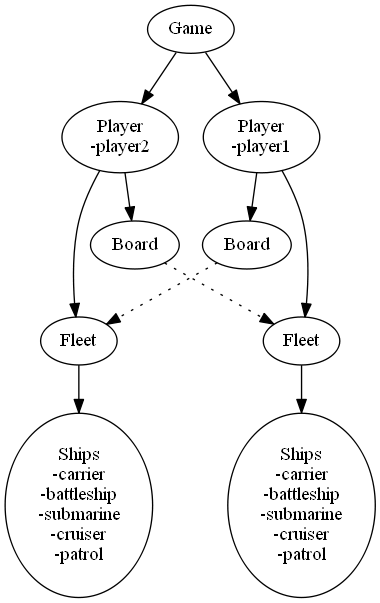 Game
Player
-player2
Player
-player1
Board
Board
Fleet
Fleet
Ships
-carrier
-battleship
-submarine
-cruiser
-patrol
Ships
-carrier
-battleship
-submarine
-cruiser
-patrol